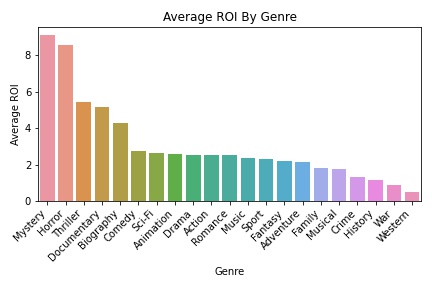 Average ROI By Genre
Average ROI
8
6
4
2
0
Mystery
Horror
Thriller
Documentary
Biography
Comedy
Sci-Fi
Animation
Drama
Action
Romance
Music
Sport
Fantasy
Adventure
Family
Musical
Crime
History
War
Western
Genre